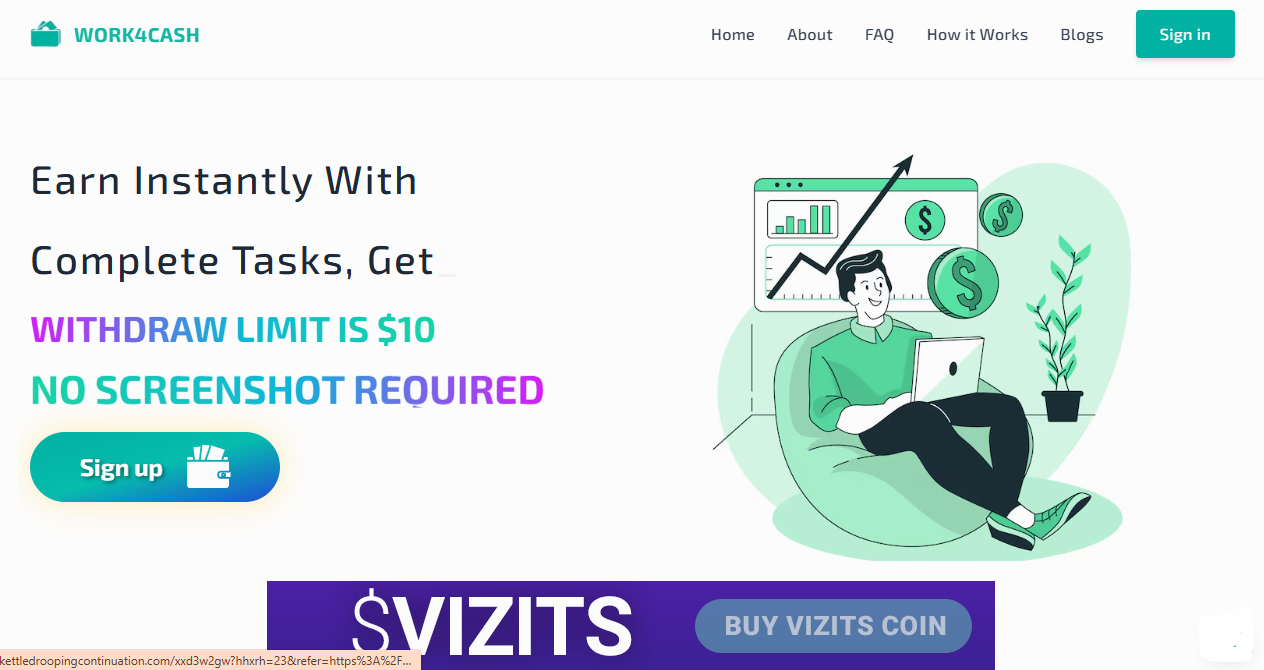 WORK4CASH
Home About FAQ How it Works Blogs Sign in
Earn Instantly With
Complete Tasks, Get_
WITHDRAW LIMIT IS $10
NO SCREENSHOT REQUIRED
Sign up
$VIZITS
BUY VIZITS COIN
kettledroopingcontinuation.com/xxd3w2gw?hhxrh=23&refer=https%3A%2F...